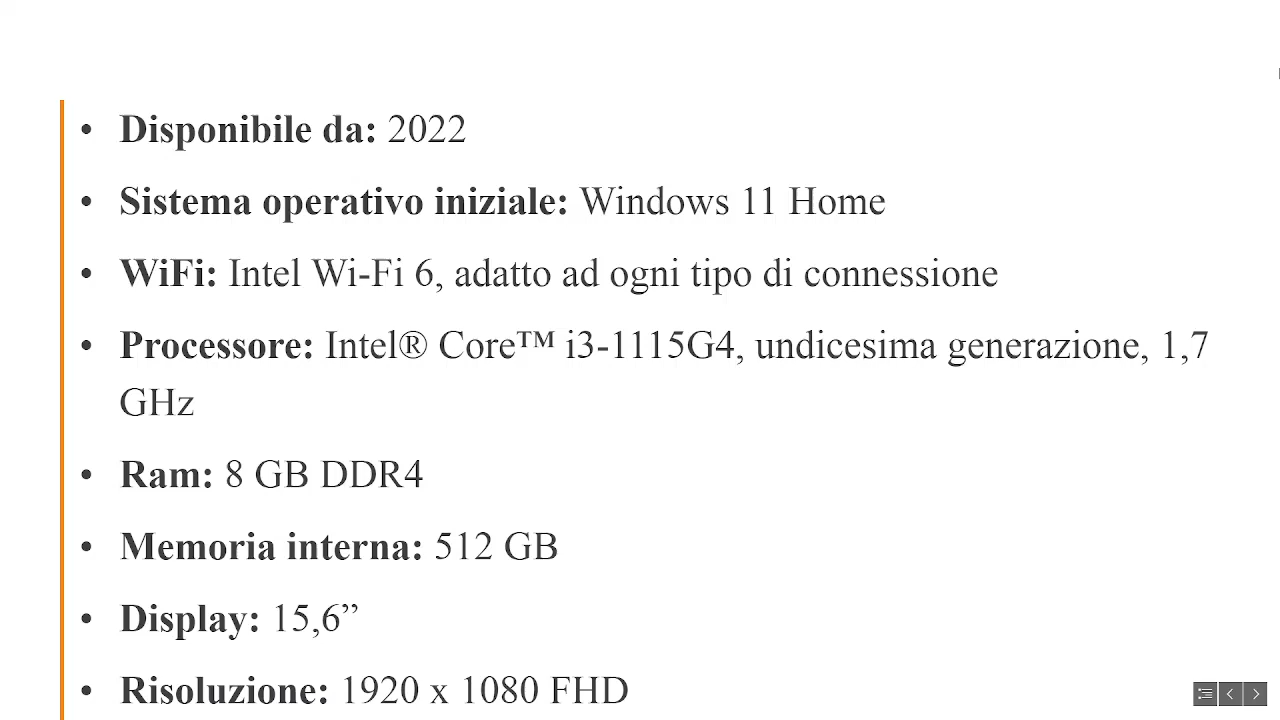 • Disponibile da: 2022
• Sistema operativo iniziale: Windows 11 Home
• WiFi: Intel Wi-Fi 6, adatto ad ogni tipo di connessione
• Processore: Intel® Core™ i3-1115G4, undicesima generazione, 1,7
GHz
• Ram: 8 GB DDR4
• Memoria interna: 512 GB
• Display: 15,6”
• Risoluzione: 1920 x 1080 FHD